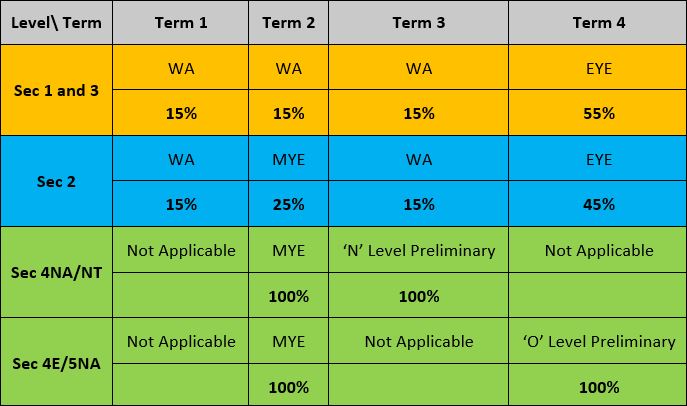 Level\ Term Term 1 Term 2 Term 3 Term 4
Sec 1 and 3 WA WA WA EYE
15% 15% 15% 55%
Sec 2 WA MYE WA EYE
15% 25% 15% 45%
Sec 4NA/NT Not Applicable MYE ‘N’ Level Preliminary Not Applicable
100% 100%
Sec 4E/5NA Not Applicable MYE Not Applicable ‘O’ Level Preliminary
100% 100%